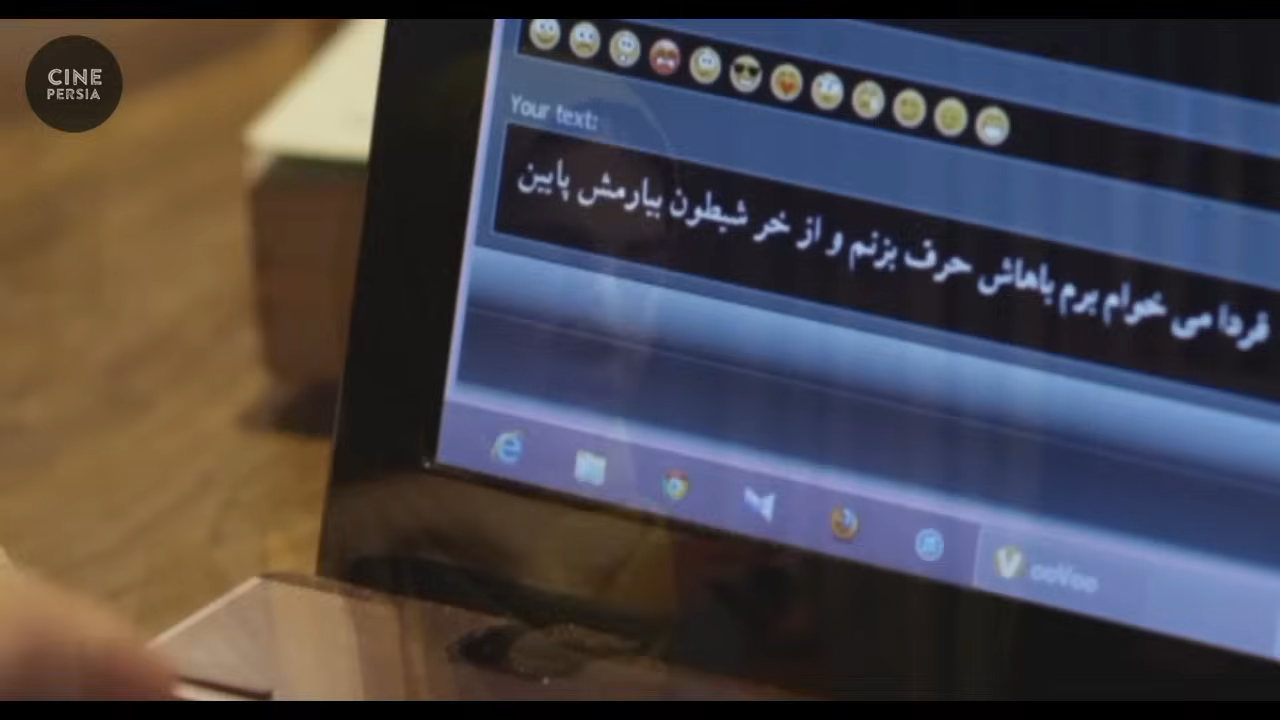 CINE
PERSIA
Your text:
فردا می خوام برم باهاش حرف بزنم و از خر شیطون بیارمش پایین
ooVoo